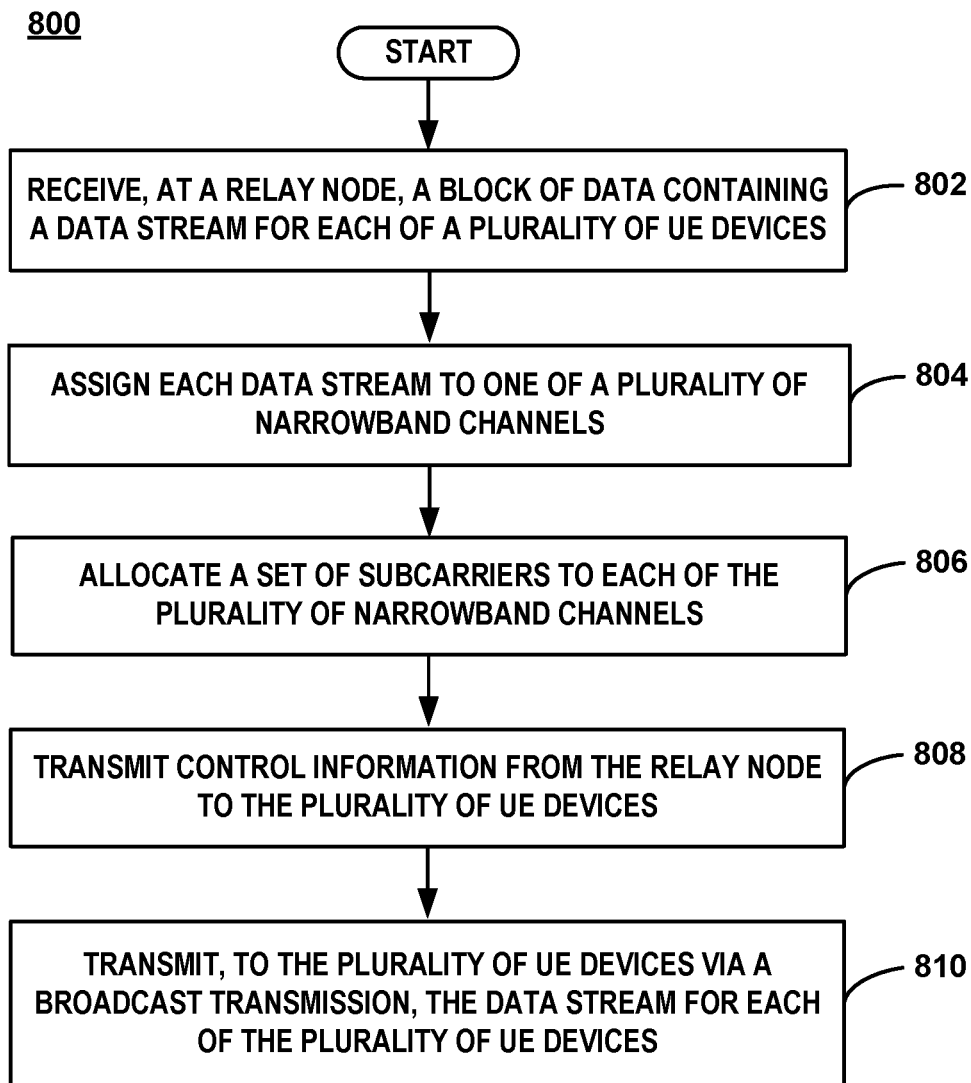 800
START
RECEIVE, AT A RELAY NODE, A BLOCK OF DATA CONTAINING
A DATA STREAM FOR EACH OF A PLURALITY OF UE DEVICES
802
ASSIGN EACH DATA STREAM TO ONE OF A PLURALITY OF
NARROWBAND CHANNELS
804
ALLOCATE A SET OF SUBCARRIERS TO EACH OF THE
PLURALITY OF NARROWBAND CHANNELS
806
TRANSMIT CONTROL INFORMATION FROM THE RELAY NODE
TO THE PLURALITY OF UE DEVICES
808
TRANSMIT, TO THE PLURALITY OF UE DEVICES VIA A
BROADCAST TRANSMISSION, THE DATA STREAM FOR EACH
OF THE PLURALITY OF UE DEVICES
810